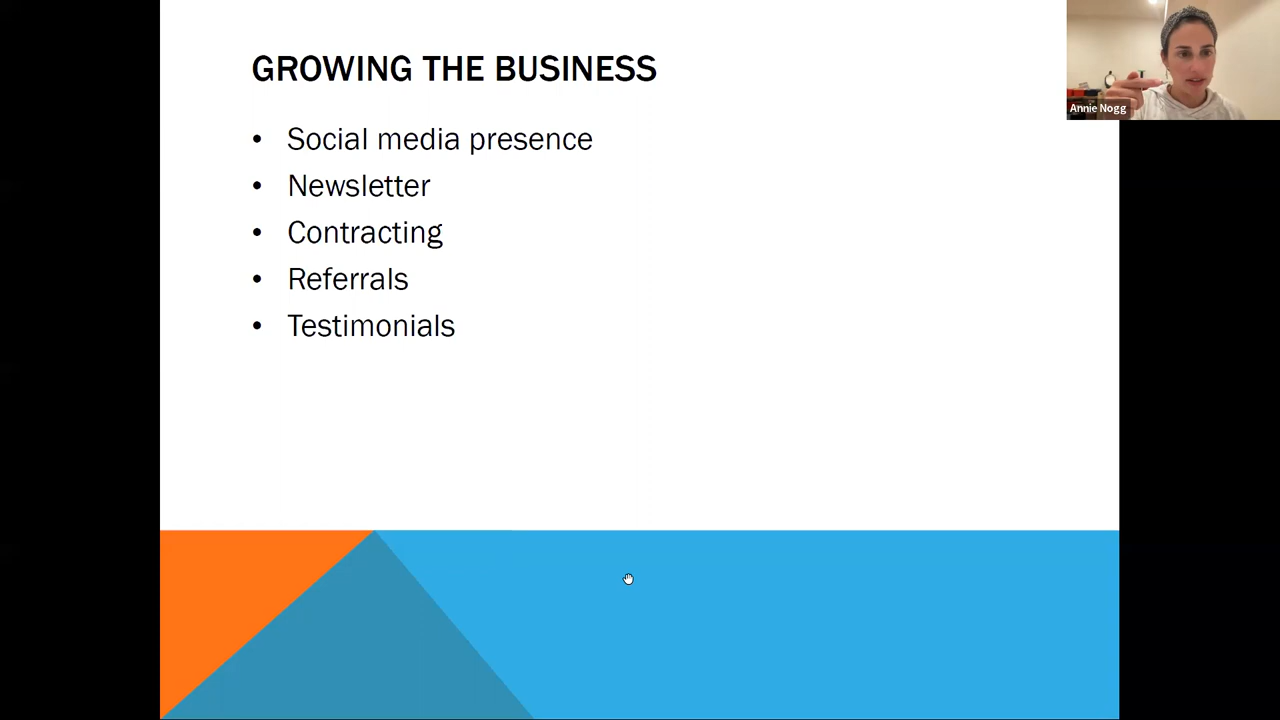 GROWING THE BUSINESS
• Social media presence
• Newsletter
• Contracting
• Referrals
• Testimonials
Annie Nogg